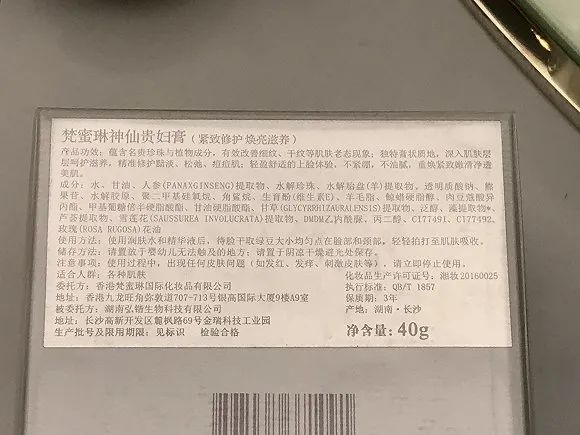 梵蜜琳神仙贵妇膏（紧致修护 焕亮滋养）
产品功效：蕴含名贵珍珠与植物成分，有效改善细纹、干纹等肌肤老态现象；独特膏状质地，深入肌肤层
层呵护滋养，精准修护黯淡、松弛、痘痘肌；轻盈舒适的上脸体验，不紧绷，不油腻，重焕紧致嫩滑净透
美肌。
成分：水、甘油、人参(PANAXGINSENG)提取物、水解珍珠、水解胎盘(羊)提取物、透明质酸钠、熊
果苷、水解胶原、聚二甲基硅氧烷、角鲨烷、生育酚(维生素E)、羊毛脂、鲸蜡硬脂醇、肉豆蔻酸异
丙酯、甲基葡糖倍半硬脂酸酯、甘油硬脂酸酯、甘草(GLYCYRRHIZAURALENSIS)提取物、泛醇、藻提取物、
芦荟提取物、雪莲花(SAUSSUREA INVOLUCRATA)提取物、DMDM乙内酰脲、丙二醇、CI77491、CI77492、
玫瑰(ROSA RUGOSA)花油
使用方法：使用润肤水和精华液后，待脸干取绿豆大小均匀点在脸部和颈部，轻轻拍打至肌肤吸收。
储存方法：请置放于婴幼儿无法触及的地方；请置于阴凉干燥避光处保存。
注意事项：使用过程中，出现任何皮肤问题（如发红、发痒、刺激皮肤等），请立即停止使用。
适合人群：各种肌肤
化妆品生产许可证号：湘妆20160025
委托方：香港梵蜜琳国际化妆品有限公司
执行标准：QB/T 1857
地址：香港九龙旺角弥敦道707-713号银高国际大厦9楼A9室
保质期：3年
被委托方：湖南弘锴生物科技有限公司
产地：湖南·长沙
地址：长沙高新开发区麓枫路69号金瑞科技工业园
生产批号及限用期限：见标识 检验合格
净含量：40g